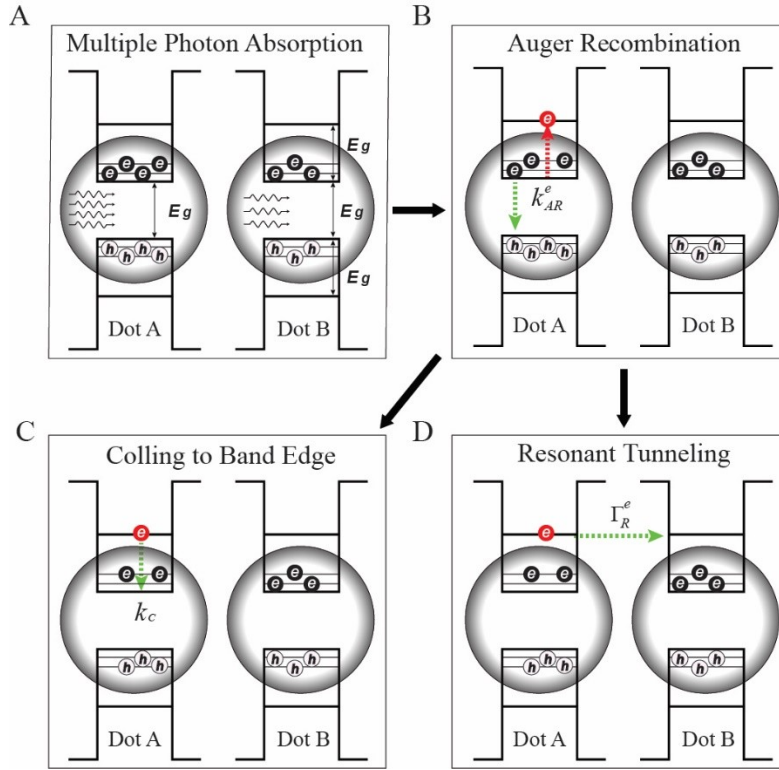 A
Multiple Photon Absorption
E g
E g
E g
E g
e e e e
e e e
h h h h
h h h
Dot A
Dot B
B
Auger Recombination
e
e e e
e e e
k^e_AR
h h h h
h h h
Dot A
Dot B
C
Colling to Band Edge
e
e e
e e e
k_c
h h h
h h h
Dot A
Dot B
D
Resonant Tunneling
Γ^e_R
e
e e
e e e
h h h
h h h
Dot A
Dot B